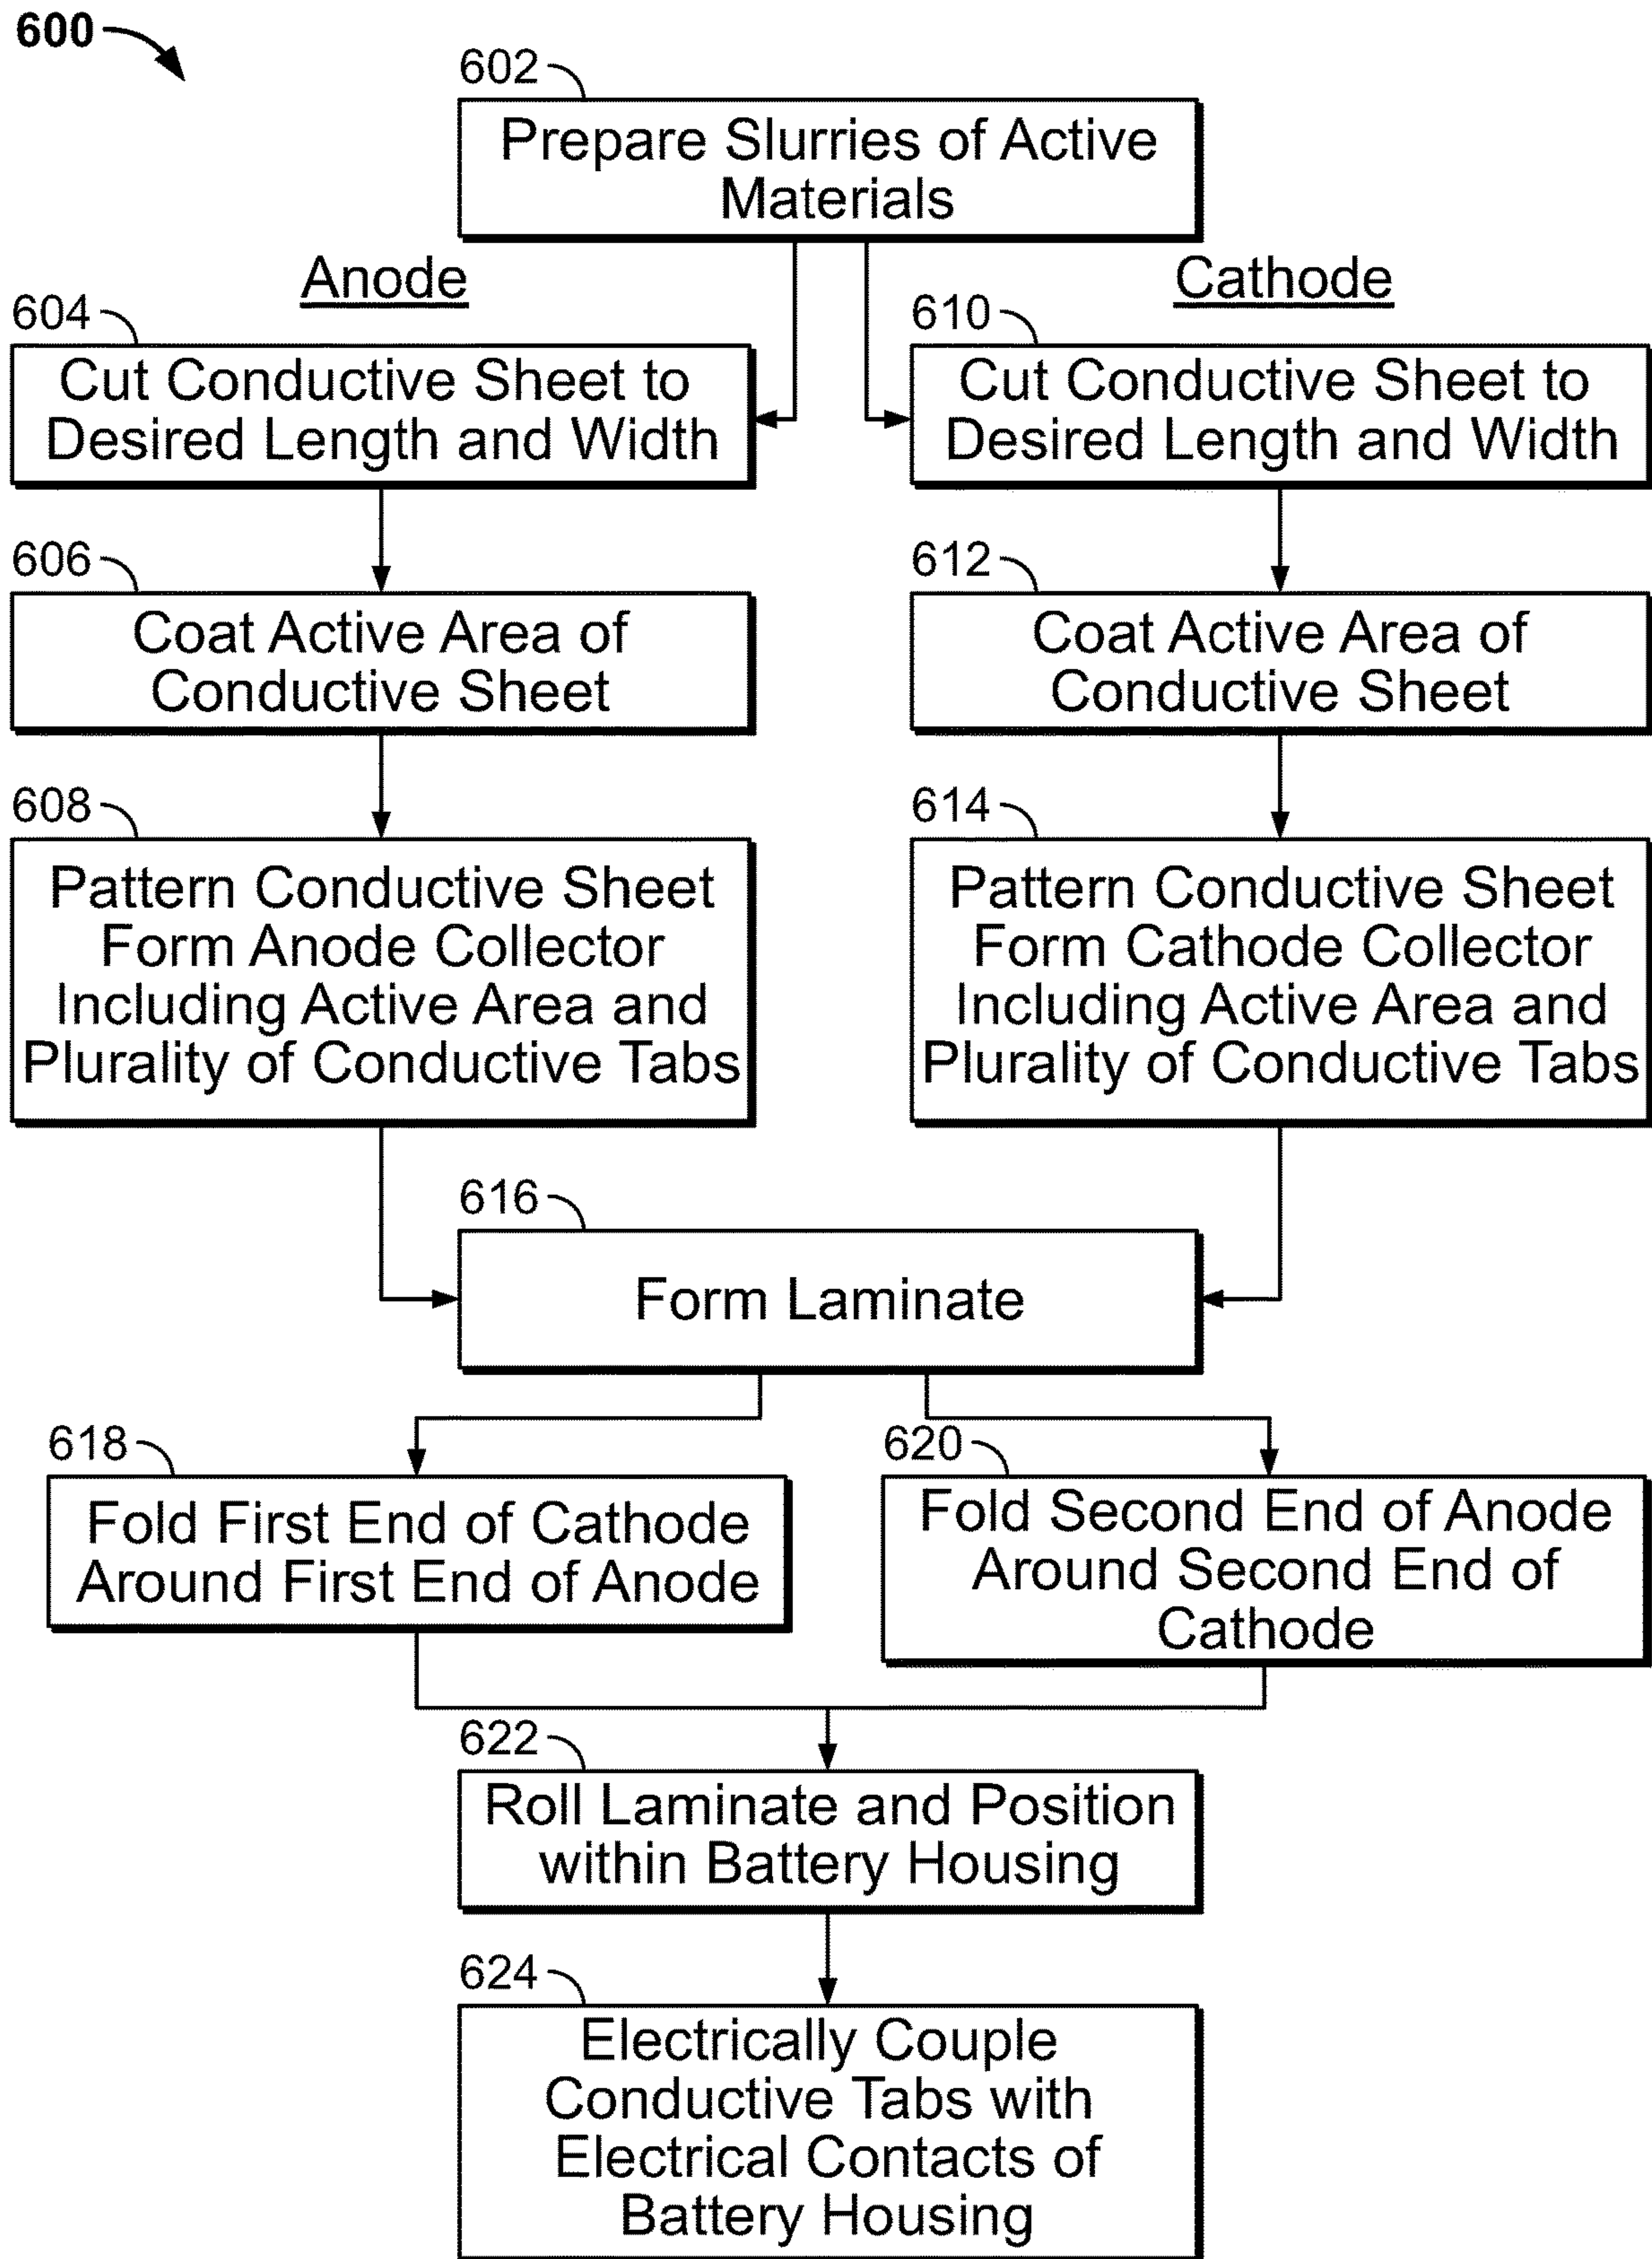 600
602
Prepare Slurries of Active
Materials
Anode
Cathode
604
Cut Conductive Sheet to
Desired Length and Width
610
Cut Conductive Sheet to
Desired Length and Width
606
Coat Active Area of
Conductive Sheet
612
Coat Active Area of
Conductive Sheet
608
Pattern Conductive Sheet
Form Anode Collector
Including Active Area and
Plurality of Conductive Tabs
614
Pattern Conductive Sheet
Form Cathode Collector
Including Active Area and
Plurality of Conductive Tabs
616
Form Laminate
618
Fold First End of Cathode
Around First End of Anode
620
Fold Second End of Anode
Around Second End of
Cathode
622
Roll Laminate and Position
within Battery Housing
624
Electrically Couple
Conductive Tabs with
Electrical Contacts of
Battery Housing